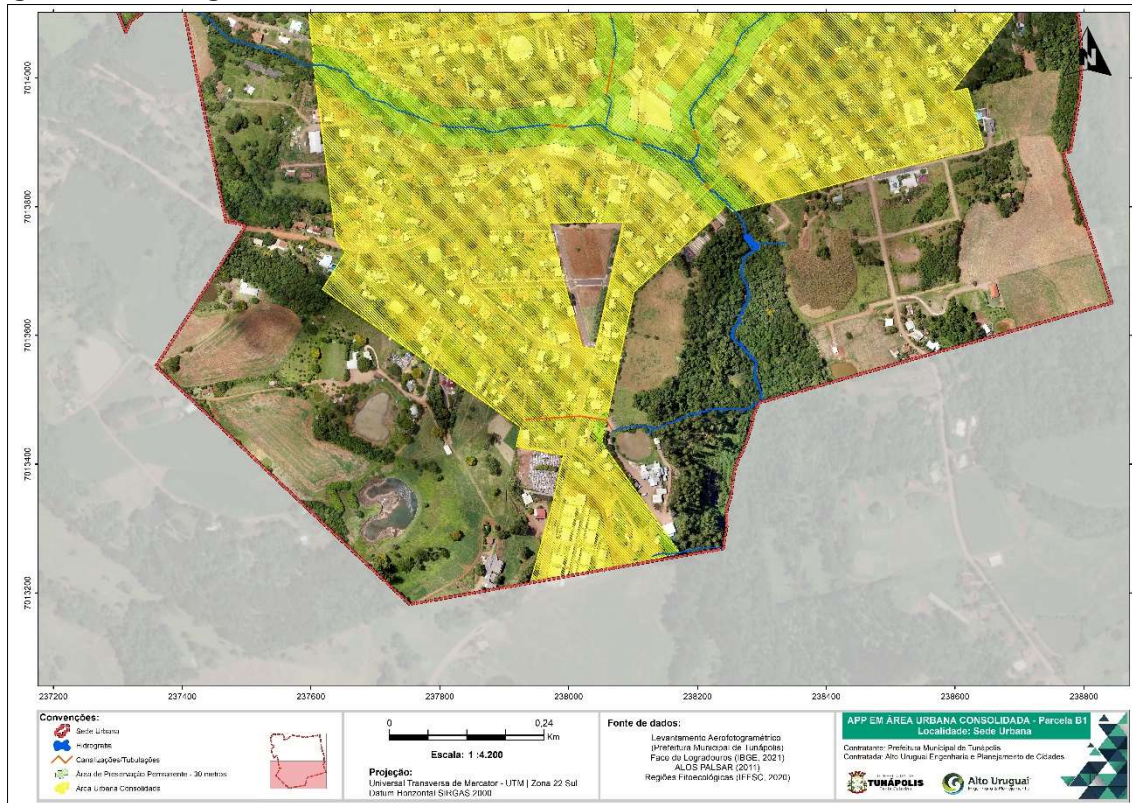 7014000
7013800
7013600
7013400
7013200
N
237200
237400
237600
237800
238000
238200
238400
238600
238800
Convenções:
Sede Urbana
Hidrografia
Canalizações/Tubulações
Área de Preservação Permanente - 30 metros
Área Urbana Consolidada
0
0,24
Km
Escala: 1:4.200
Projeção:
Universal Transversa de Mercator - UTM | Zona 22 Sul
Datum Horizontal SIRGAS 2000
Fonte de dados:
Levantamento Aerofotogramétrico
(Prefeitura Municipal de Tunápolis)
Face de Logradouros (IBGE, 2021)
ALOS PALSAR (2011)
Regiões Fitoecológicas (IFFSC, 2020)
APP EM ÁREA URBANA CONSOLIDADA - Parcela B1
Localidade: Sede Urbana
Contratante: Prefeitura Municipal de Tunápolis
Contratada: Alto Uruguai Engenharia e Planejamento de Cidades.
TUNÁPOLIS
Alto Uruguai